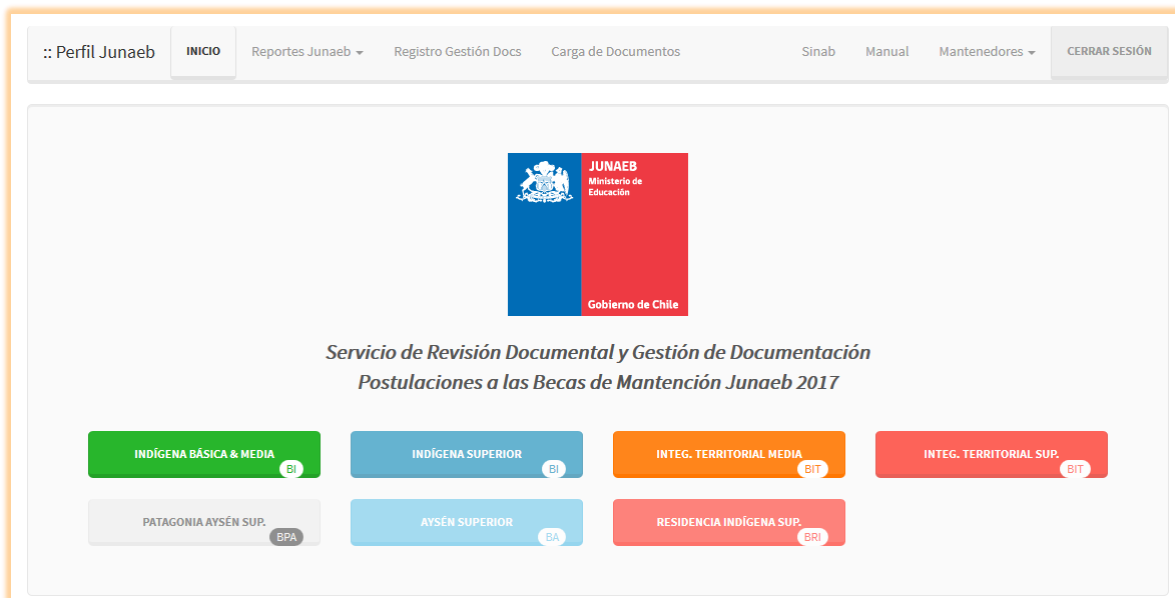 :: Perfil Junaeb INICIO Reportes Junaeb Registro Gestión Docs Carga de Documentos Sinab Manual Mantenedores CERRAR SESIÓN
JUNAEB
Ministerio de
Educación
Gobierno de Chile
Servicio de Revisión Documental y Gestión de Documentación
Postulaciones a las Becas de Mantención Junaeb 2017
INDÍGENA BÁSICA & MEDIA
BI
INDÍGENA SUPERIOR
BI
INTEG. TERRITORIAL MEDIA
BIT
INTEG. TERRITORIAL SUP.
BIT
PATAGONIA AYSÉN SUP.
BPA
AYSÉN SUPERIOR
BA
RESIDENCIA INDÍGENA SUP.
BRI